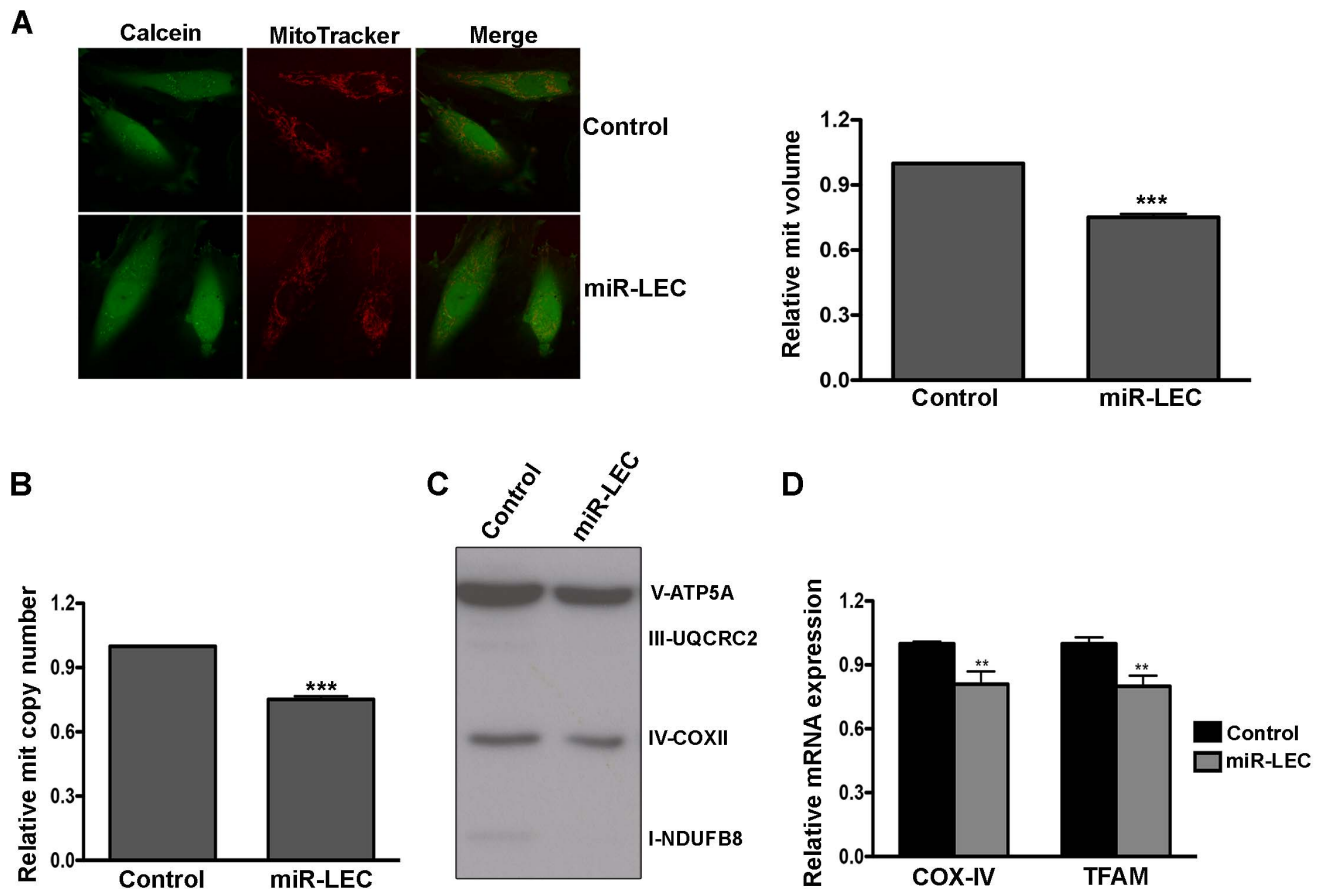 A
Calcein MitoTracker Merge
Control
miR-LEC
Relative mit volume
1.2
0.9
0.6
0.3
0.0
***
Control miR-LEC
B
Relative mit copy number
1.2
0.9
0.6
0.3
0.0
***
Control miR-LEC
C
Control miR-LEC
V-ATP5A
III-UQCRC2
IV-COXII
I-NDUFB8
D
Relative mRNA expression
1.2
0.9
0.6
0.3
0.0
** **
COX-IV TFAM
Control
miR-LEC